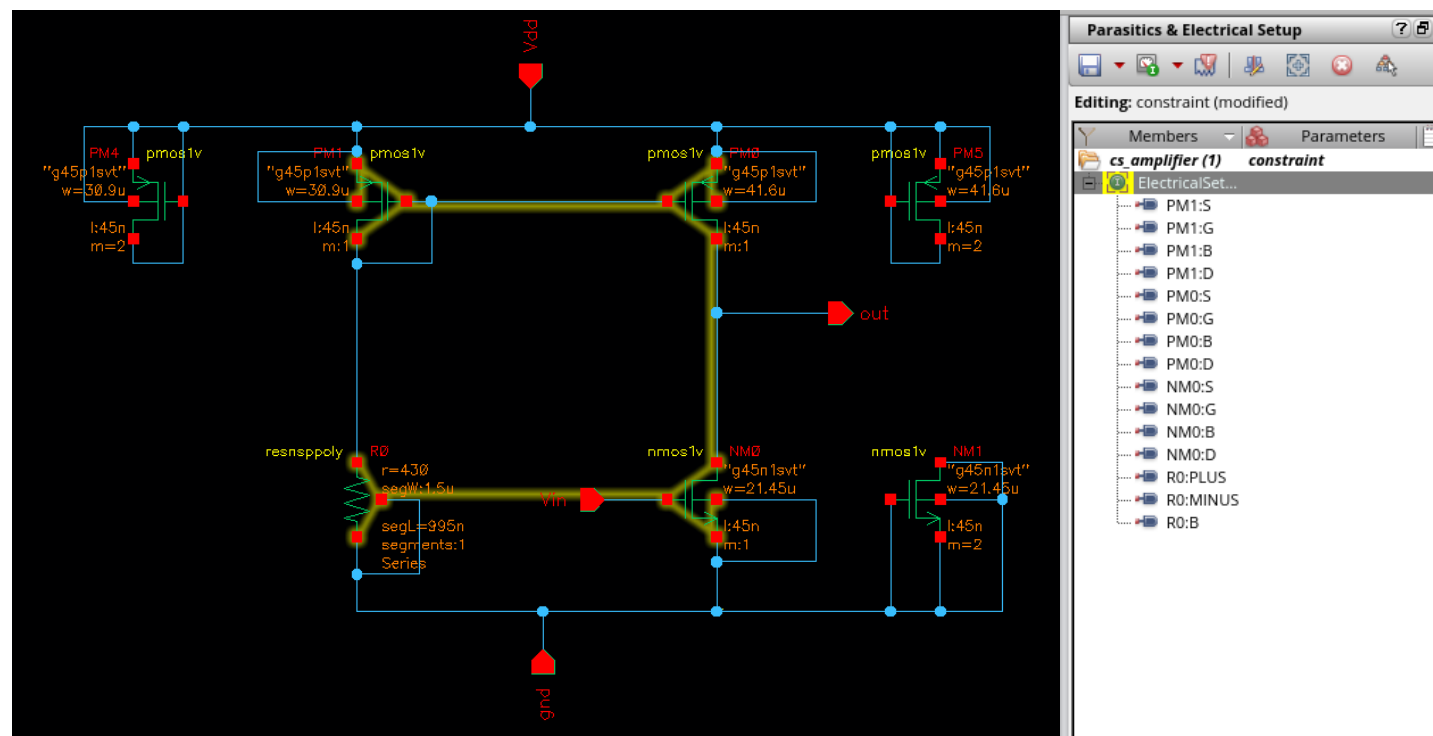 Vdd
PM4 pmos1v
"g45p1svt"
w=30.9u
l:45n
m=2
PM1 pmos1v
"g45p1svt"
w=30.9u
l:45n
m:1
pmos1v PM0
"g45p1svt"
w=41.6u
l:45n
m:1
pmos1v PM5
"g45p1svt"
w=41.6u
l:45n
m=2
out
resnsppoly R0
r=430
segW:1.5u
segL=995n
segments:1
Series
Vin
nmos1v NM0
"g45n1svt"
w=21.45u
l:45n
m:1
nmos1v NM1
"g45n1svt"
w=21.45u
l:45n
m=2
gnd
Parasitics & Electrical Setup
Editing: constraint (modified)
Members Parameters
cs_amplifier (1) constraint
ElectricalSet...
PM1:S
PM1:G
PM1:B
PM1:D
PM0:S
PM0:G
PM0:B
PM0:D
NM0:S
NM0:G
NM0:B
NM0:D
R0:PLUS
R0:MINUS
R0:B